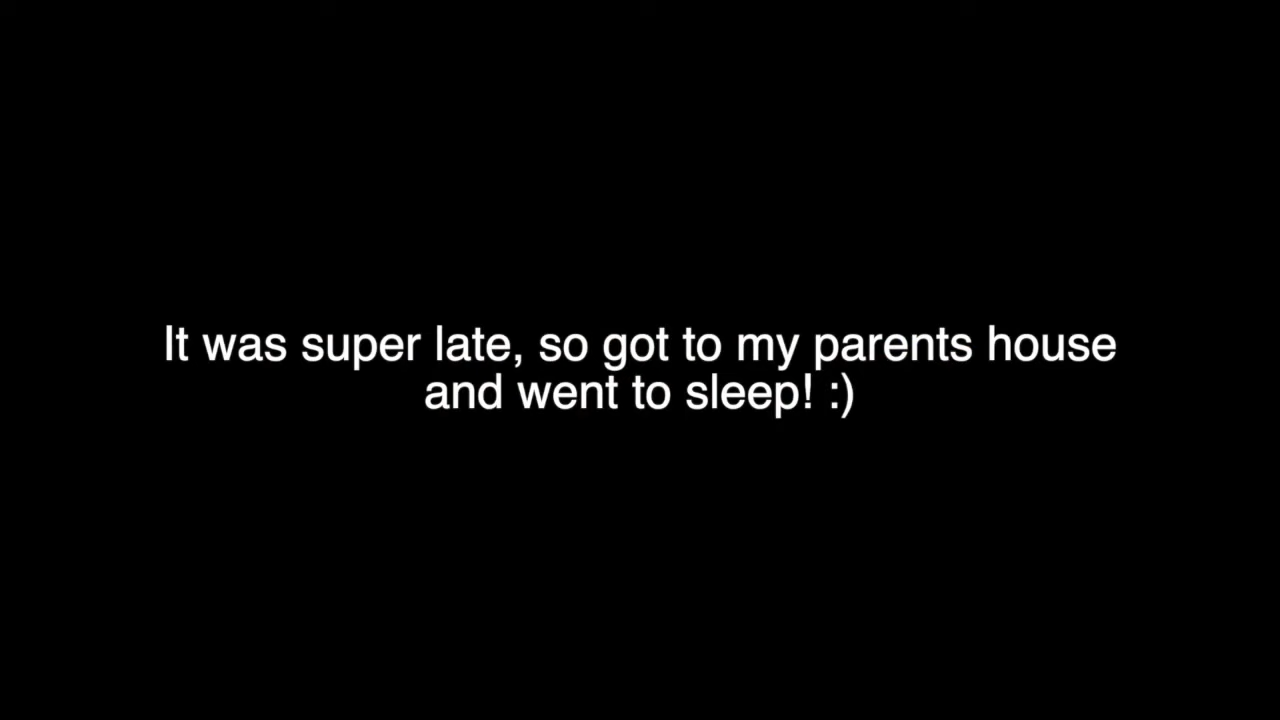 It was super late, so got to my parents house
and went to sleep! :)